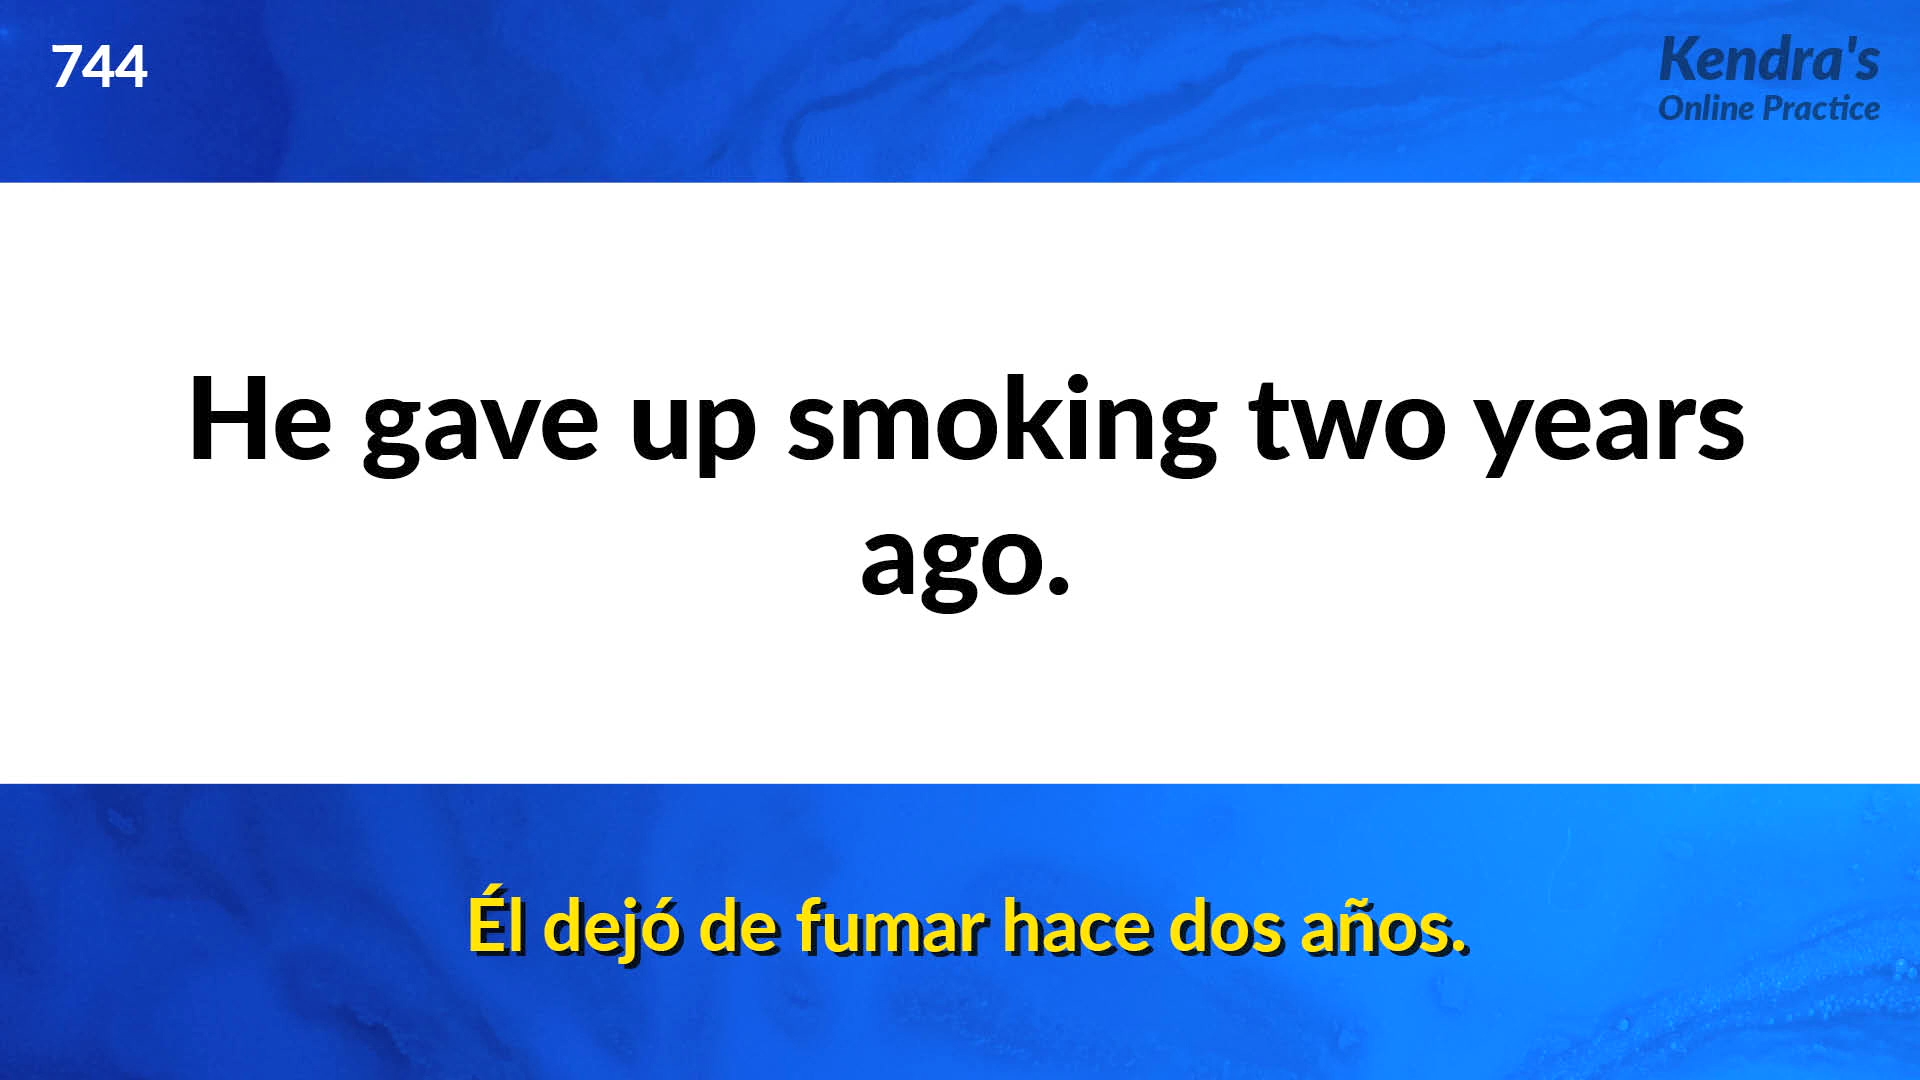 744
Kendra's
Online Practice
He gave up smoking two years
ago.
Él dejó de fumar hace dos años.